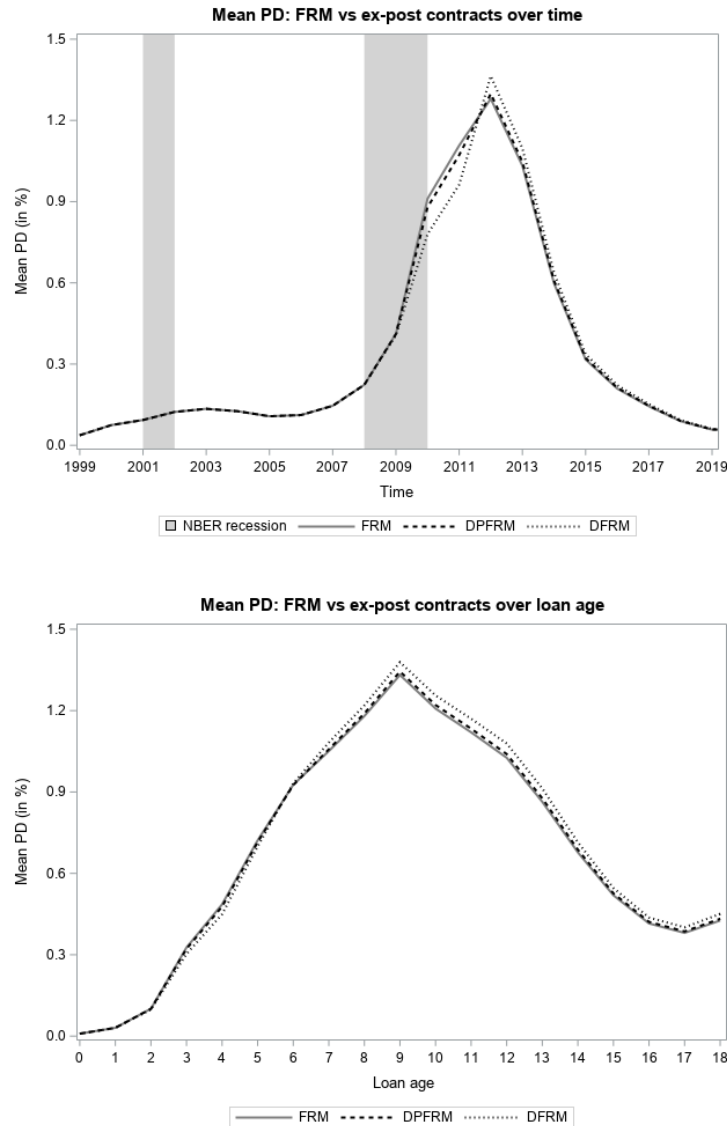 Mean PD: FRM vs ex-post contracts over time
Mean PD (in %)
1.5
1.2
0.9
0.6
0.3
0.0
1999 2001 2003 2005 2007 2009 2011 2013 2015 2017 2019
Time
NBER recession FRM DPFRM DFRM
Mean PD: FRM vs ex-post contracts over loan age
Mean PD (in %)
1.5
1.2
0.9
0.6
0.3
0.0
0 1 2 3 4 5 6 7 8 9 10 11 12 13 14 15 16 17 18
Loan age
FRM DPFRM DFRM